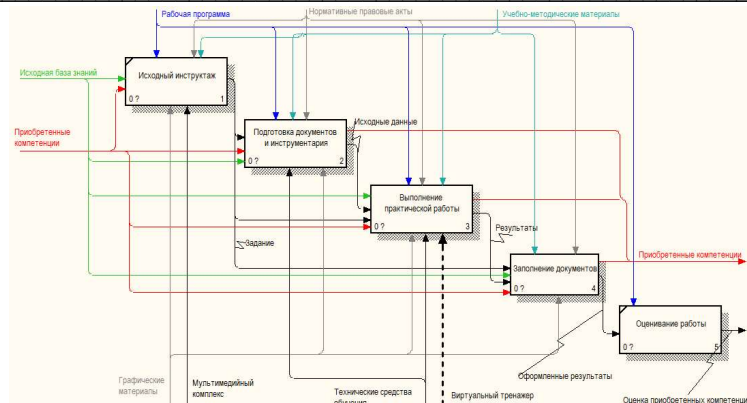 Рабочая программа
Нормативные правовые акты
Учебно-методические материалы
Исходная база знаний
Исходный инструктаж
0 ?
1
Приобретенные
компетенции
Исходные данные
Подготовка документов
и инструментария
0 ?
2
Выполнение
практической работы
0 ?
3
Результаты
Задание
Приобретенные компетенции
Заполнение документов
0 ?
4
Оценивание работы
0 ?
5
Оформленные результаты
Графические
материалы
Мультимедийный
комплекс
Технические средства
обучения
Виртуальный тренажер
Оценка приобретенных компетенци